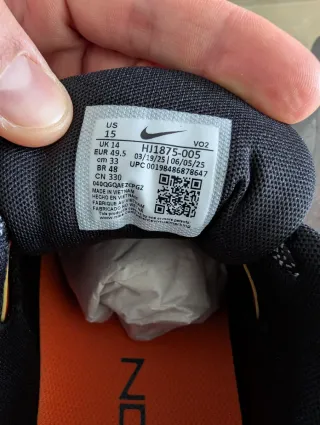 US
15
VO2
UK 14
EUR 49.5
cm 33
BR 48
CN 330
HJ1875-005
03/19/25 | 06/05/25
UPC 00198486878647
MADE IN VIETNAM
HECHO EN VIETNAM